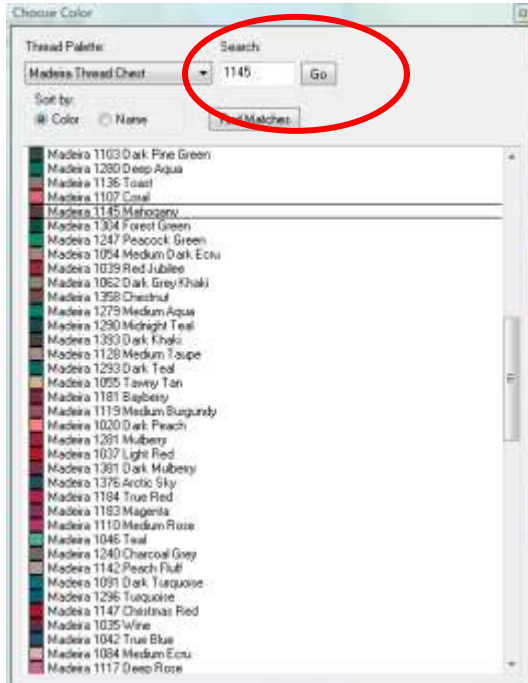 Choose Color
Thread Palette: Search:
Madeira Thread Chest 1145 Go
Sort by:
Color Name Find Matches
Madeira 1103 Dark Pine Green
Madeira 1280 Deep Aqua
Madeira 1136 Toast
Madeira 1107 Coral
Madeira 1145 Mahogany
Madeira 1304 Forest Green
Madeira 1247 Peacock Green
Madeira 1054 Medium Dark Ecru
Madeira 1039 Red Jubilee
Madeira 1062 Dark Grey Khaki
Madeira 1358 Chestnut
Madeira 1279 Medium Aqua
Madeira 1290 Midnight Teal
Madeira 1393 Dark Khaki
Madeira 1128 Medium Taupe
Madeira 1293 Dark Teal
Madeira 1055 Tawny Tan
Madeira 1181 Bayberry
Madeira 1119 Medium Burgundy
Madeira 1020 Dark Peach
Madeira 1281 Mulberry
Madeira 1037 Light Red
Madeira 1381 Dark Mulberry
Madeira 1376 Arctic Sky
Madeira 1184 True Red
Madeira 1183 Magenta
Madeira 1110 Medium Rose
Madeira 1046 Teal
Madeira 1240 Charcoal Grey
Madeira 1142 Peach Fluff
Madeira 1091 Dark Turquoise
Madeira 1296 Turquoise
Madeira 1147 Christmas Red
Madeira 1035 Wine
Madeira 1042 True Blue
Madeira 1084 Medium Ecru
Madeira 1117 Deep Rose